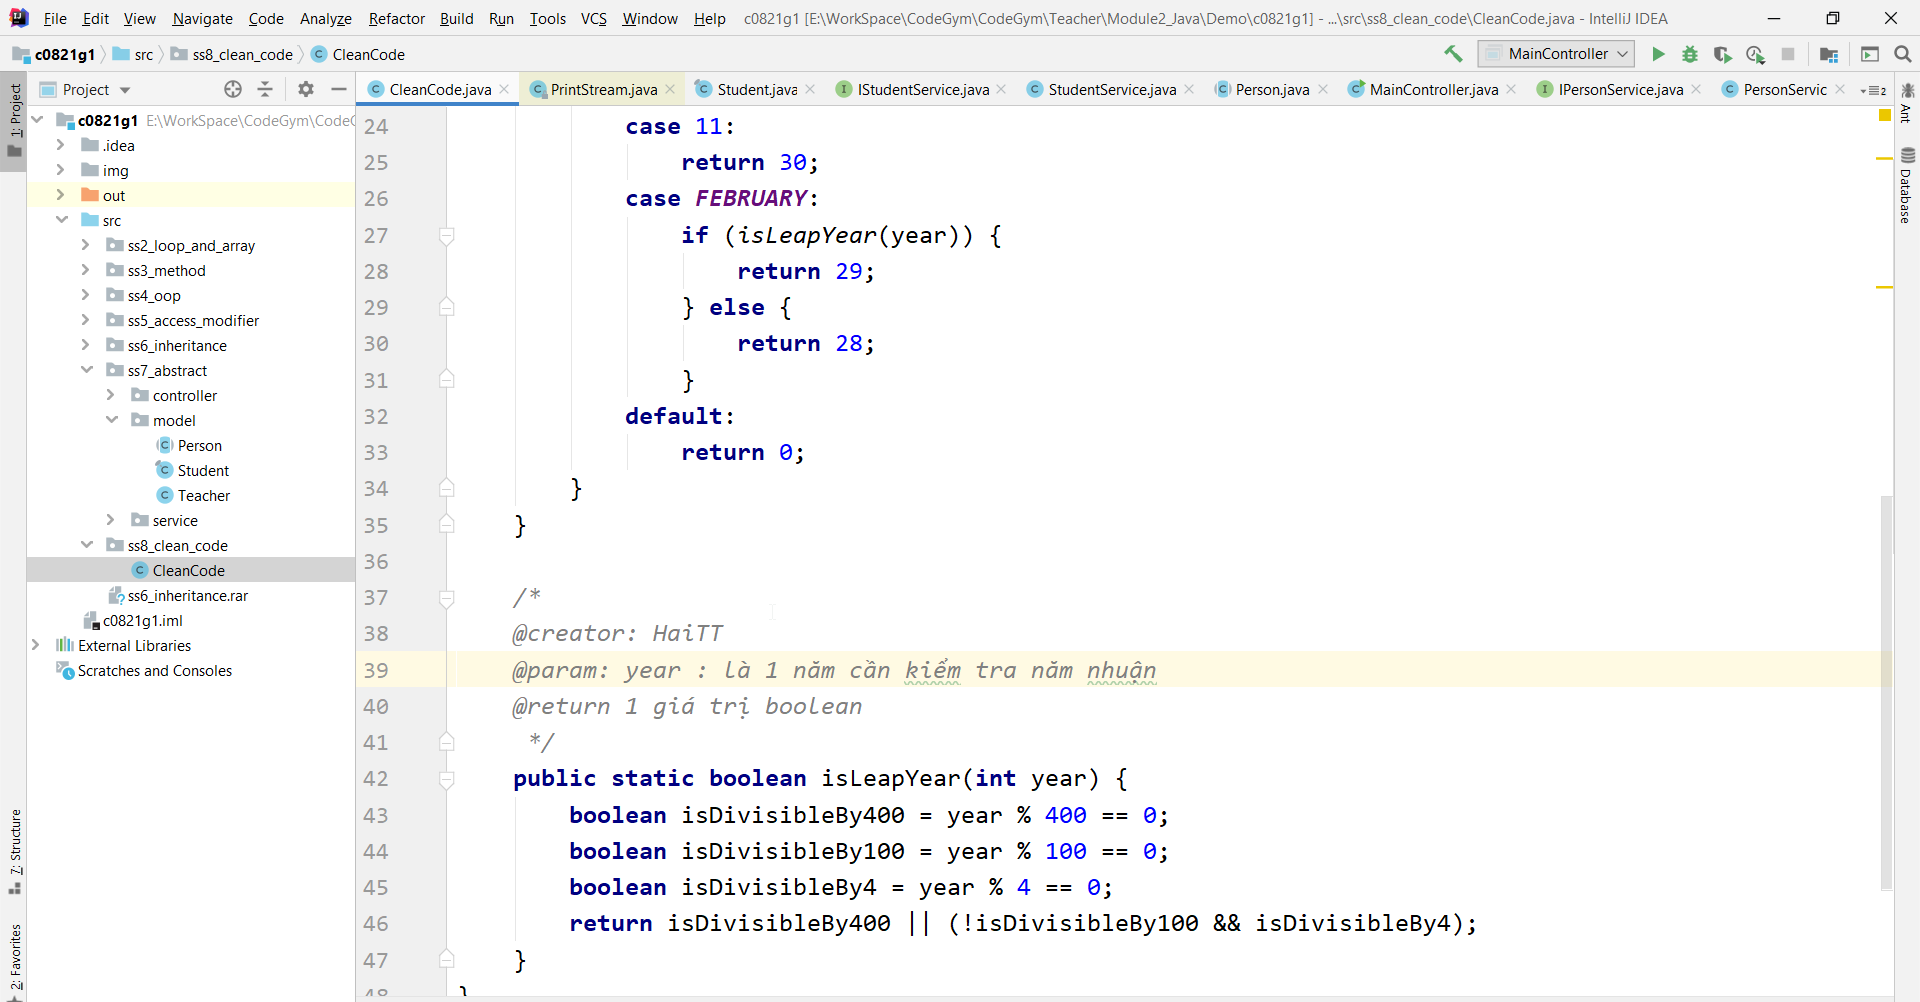 File Edit View Navigate Code Analyze Refactor Build Run Tools VCS Window Help c0821g1 [E:\WorkSpace\CodeGym\CodeGym\Teacher\Module2_Java\Demo\c0821g1] - ...\src\ss8_clean_code\CleanCode.java - IntelliJ IDEA
c0821g1 src ss8_clean_code CleanCode MainController
Project CleanCode.java PrintStream.java Student.java IStudentService.java StudentService.java Person.java MainController.java IPersonService.java PersonServic 2
1: Project
7: Structure
2: Favorites
Ant
Database
c0821g1 E:\WorkSpace\CodeGym\CodeG
.idea
img
out
src
ss2_loop_and_array
ss3_method
ss4_oop
ss5_access_modifier
ss6_inheritance
ss7_abstract
controller
model
Person
Student
Teacher
service
ss8_clean_code
CleanCode
ss6_inheritance.rar
c0821g1.iml
External Libraries
Scratches and Consoles
24 case 11:
25 return 30;
26 case FEBRUARY:
27 if (isLeapYear(year)) {
28 return 29;
29 } else {
30 return 28;
31 }
32 default:
33 return 0;
34 }
35 }
36
37 /*
38 @creator: HaiTT
39 @param: year : là 1 năm cần kiểm tra năm nhuận
40 @return 1 giá trị boolean
41 */
42 public static boolean isLeapYear(int year) {
43 boolean isDivisibleBy400 = year % 400 == 0;
44 boolean isDivisibleBy100 = year % 100 == 0;
45 boolean isDivisibleBy4 = year % 4 == 0;
46 return isDivisibleBy400 || (!isDivisibleBy100 && isDivisibleBy4);
47 }
48 }